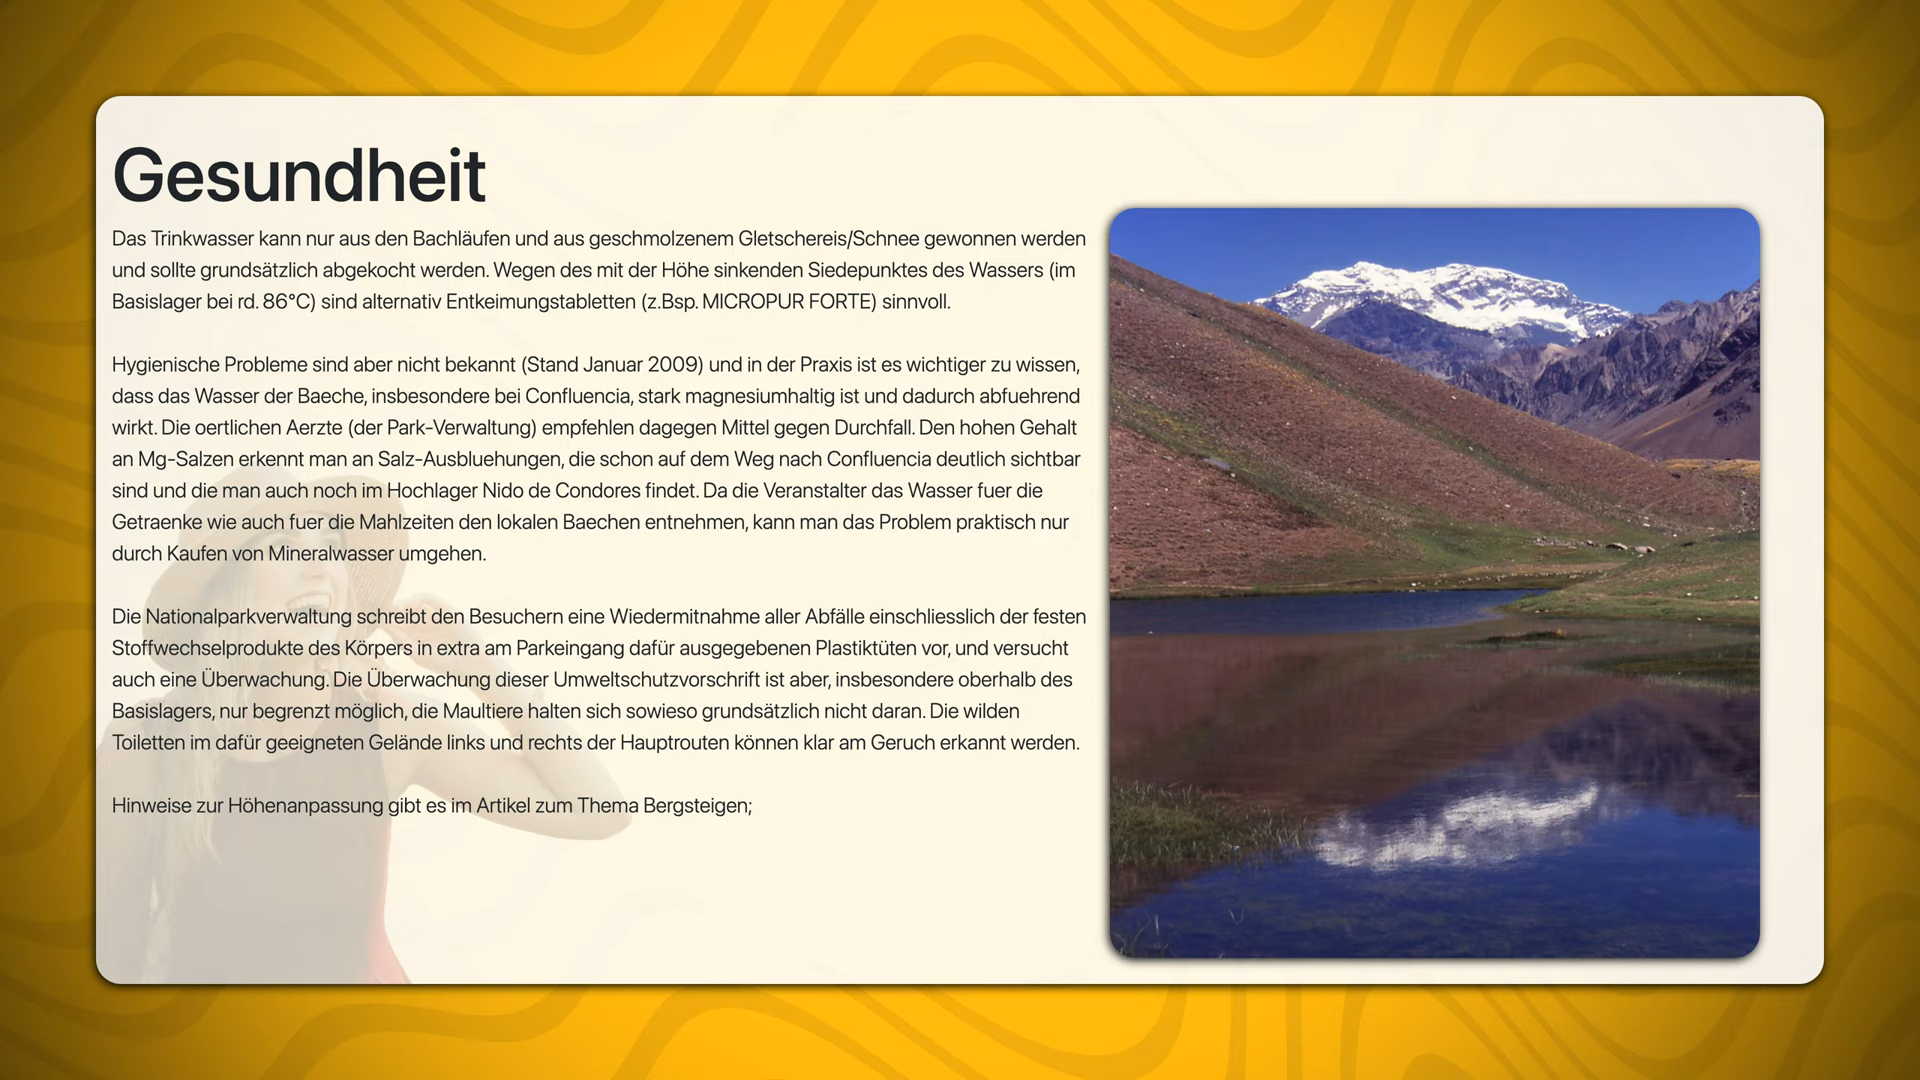 Gesundheit
Das Trinkwasser kann nur aus den Bachläufen und aus geschmolzenem Gletschereis/Schnee gewonnen werden
und sollte grundsätzlich abgekocht werden. Wegen des mit der Höhe sinkenden Siedepunktes des Wassers (im
Basislager bei rd. 86°C) sind alternativ Entkeimungstabletten (z.Bsp. MICROPUR FORTE) sinnvoll.
Hygienische Probleme sind aber nicht bekannt (Stand Januar 2009) und in der Praxis ist es wichtiger zu wissen,
dass das Wasser der Baeche, insbesondere bei Confluencia, stark magnesiumhaltig ist und dadurch abfuehrend
wirkt. Die oertlichen Aerzte (der Park-Verwaltung) empfehlen dagegen Mittel gegen Durchfall. Den hohen Gehalt
an Mg-Salzen erkennt man an Salz-Ausbluehungen, die schon auf dem Weg nach Confluencia deutlich sichtbar
sind und die man auch noch im Hochlager Nido de Condores findet. Da die Veranstalter das Wasser fuer die
Getraenke wie auch fuer die Mahlzeiten den lokalen Baechen entnehmen, kann man das Problem praktisch nur
durch Kaufen von Mineralwasser umgehen.
Die Nationalparkverwaltung schreibt den Besuchern eine Wiedermitnahme aller Abfälle einschliesslich der festen
Stoffwechselprodukte des Körpers in extra am Parkeingang dafür ausgegebenen Plastiktüten vor, und versucht
auch eine Überwachung. Die Überwachung dieser Umweltschutzvorschrift ist aber, insbesondere oberhalb des
Basislagers, nur begrenzt möglich, die Maultiere halten sich sowieso grundsätzlich nicht daran. Die wilden
Toiletten im dafür geeigneten Gelände links und rechts der Hauptrouten können klar am Geruch erkannt werden.
Hinweise zur Höhenanpassung gibt es im Artikel zum Thema Bergsteigen;